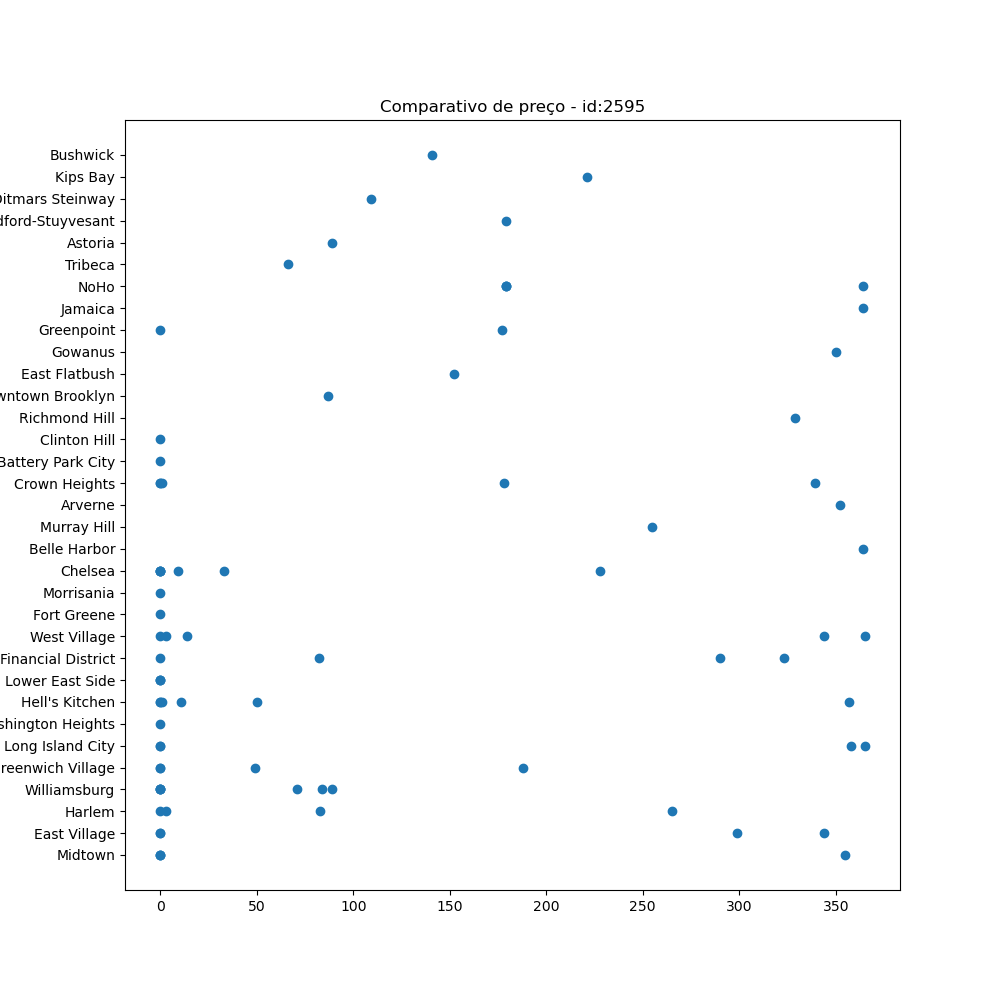 Comparativo de preço - id:2595
Bushwick
Kips Bay
Ditmars Steinway
dford-Stuyvesant
Astoria
Tribeca
NoHo
Jamaica
Greenpoint
Gowanus
East Flatbush
wntown Brooklyn
Richmond Hill
Clinton Hill
Battery Park City
Crown Heights
Arverne
Murray Hill
Belle Harbor
Chelsea
Morrisania
Fort Greene
West Village
Financial District
Lower East Side
Hell's Kitchen
shington Heights
Long Island City
reenwich Village
Williamsburg
Harlem
East Village
Midtown
0 50 100 150 200 250 300 350